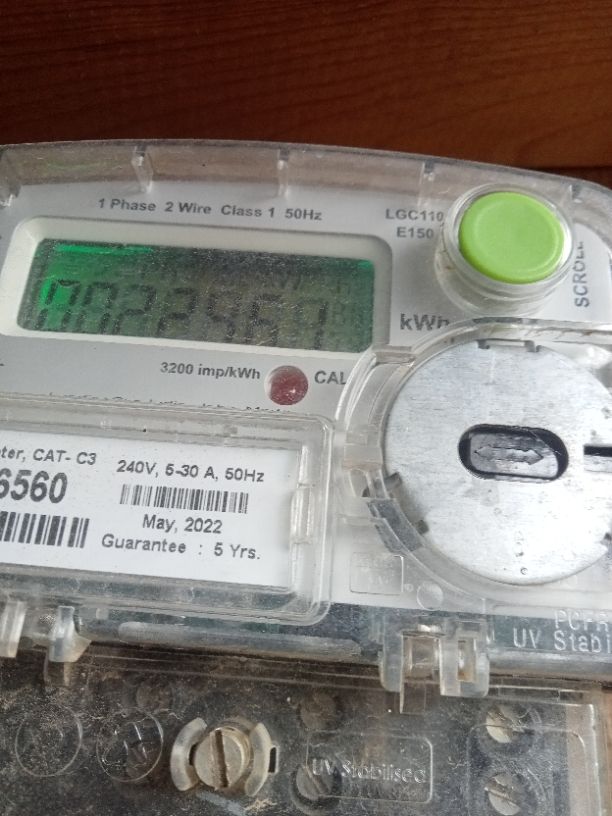 1 Phase 2 Wire Class 1 50Hz
LGC110
E150
SCROLL
kWh
3200 imp/kWh
CAL
ter, CAT- C3
6560
240V, 5-30 A, 50Hz
May, 2022
Guarantee : 5 Yrs.
UV Stabi
UV Stabilised